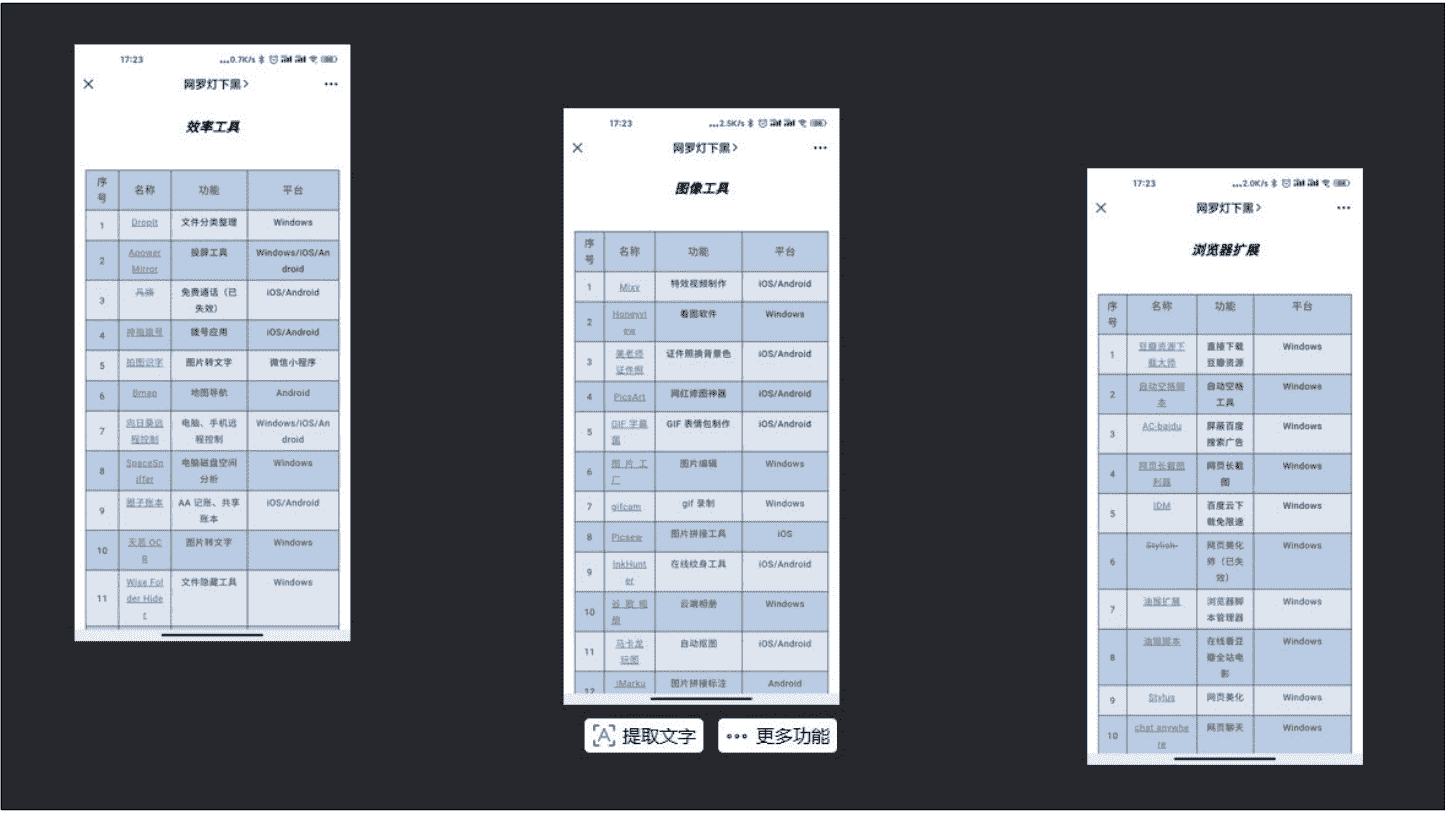 17:23 ...0.7K/s
网罗灯下黑>
效率工具
序号 名称 功能 平台
1 DropIt 文件分类整理 Windows
2 Apower Mirror 投屏工具 Windows/iOS/Android
3 免费通话（已失效） iOS/Android
4 拨号应用 iOS/Android
5 拍图识字 图片转文字 微信小程序
6 Bmap 地图导航 Android
7 向日葵远程控制 电脑、手机远程控制 Windows/iOS/Android
8 SpaceSniffer 电脑磁盘空间分析 Windows
9 圈子账本 AA 记账、共享账本 iOS/Android
10 天若 OCR 图片转文字 Windows
11 Wise Folder Hider 文件隐藏工具 Windows
17:23 ...2.5K/s
网罗灯下黑>
图像工具
序号 名称 功能 平台
1 Mixv 特效视频制作 iOS/Android
2 Honeyview 看图软件 Windows
3 美老师证件照 证件照换背景色 iOS/Android
4 PicsArt 网红修图神器 iOS/Android
5 GIF 字幕菌 GIF 表情包制作 iOS/Android
6 图片工厂 图片编辑 Windows
7 gifcam gif 录制 Windows
8 Picsew 图片拼接工具 iOS
9 InkHunter 在线纹身工具 iOS/Android
10 谷歌相册 云端相册 Windows
11 马卡龙玩图 自动抠图 iOS/Android
12 iMarku 图片拼接标注 Android
提取文字
更多功能
17:23 ...2.0K/s
网罗灯下黑>
浏览器扩展
序号 名称 功能 平台
1 豆瓣资源下载大师 直接下载豆瓣资源 Windows
2 自动空格脚本 自动空格工具 Windows
3 AC-baidu 屏蔽百度搜索广告 Windows
4 网页长截图利器 网页长截图 Windows
5 IDM 百度云下载免限速 Windows
6 Stylish 网页美化师（已失效） Windows
7 油猴扩展 浏览器脚本管理器 Windows
8 油猴脚本 在线看豆瓣全站电影 Windows
9 Stylus 网页美化 Windows
10 chat anywhere 网页聊天 Windows